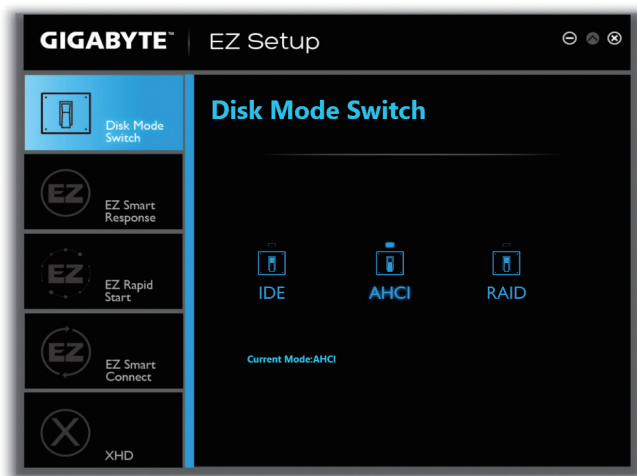 GIGABYTE™ EZ Setup
Disk Mode
Switch
EZ
EZ Smart
Response
EZ
EZ Rapid
Start
EZ
EZ Smart
Connect
X
XHD
Disk Mode Switch
IDE AHCI RAID
Current Mode:AHCI